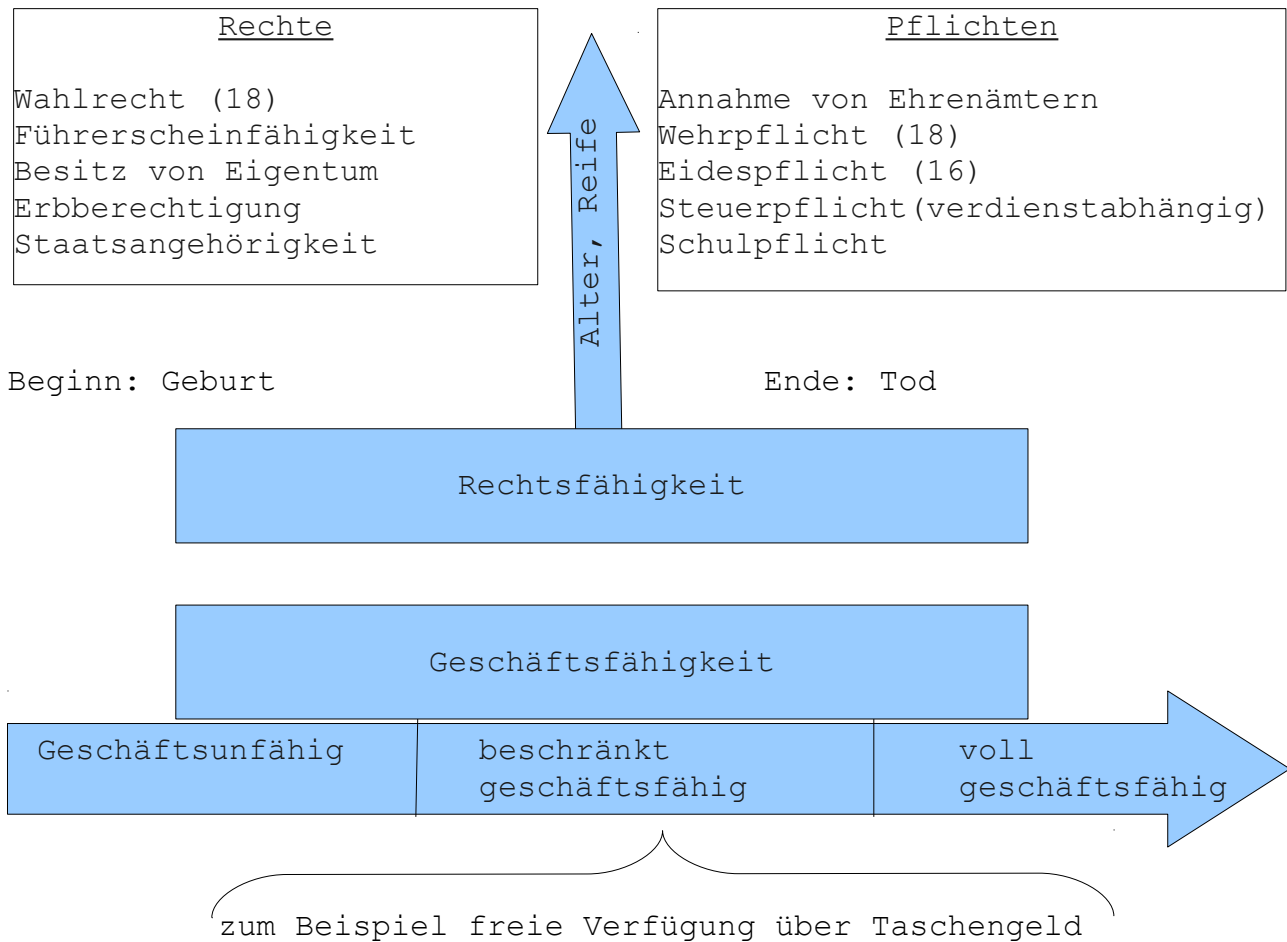 Rechte
Wahlrecht (18)
Führerscheinfähigkeit
Besitz von Eigentum
Erbberechtigung
Staatsangehörigkeit
Alter, Reife
Pflichten
Annahme von Ehrenämtern
Wehrpflicht (18)
Eidespflicht (16)
Steuerpflicht(verdienstabhängig)
Schulpflicht
Beginn: Geburt
Ende: Tod
Rechtsfähigkeit
Geschäftsfähigkeit
Geschäftsunfähig
beschränkt
geschäftsfähig
voll
geschäftsfähig
zum Beispiel freie Verfügung über Taschengeld